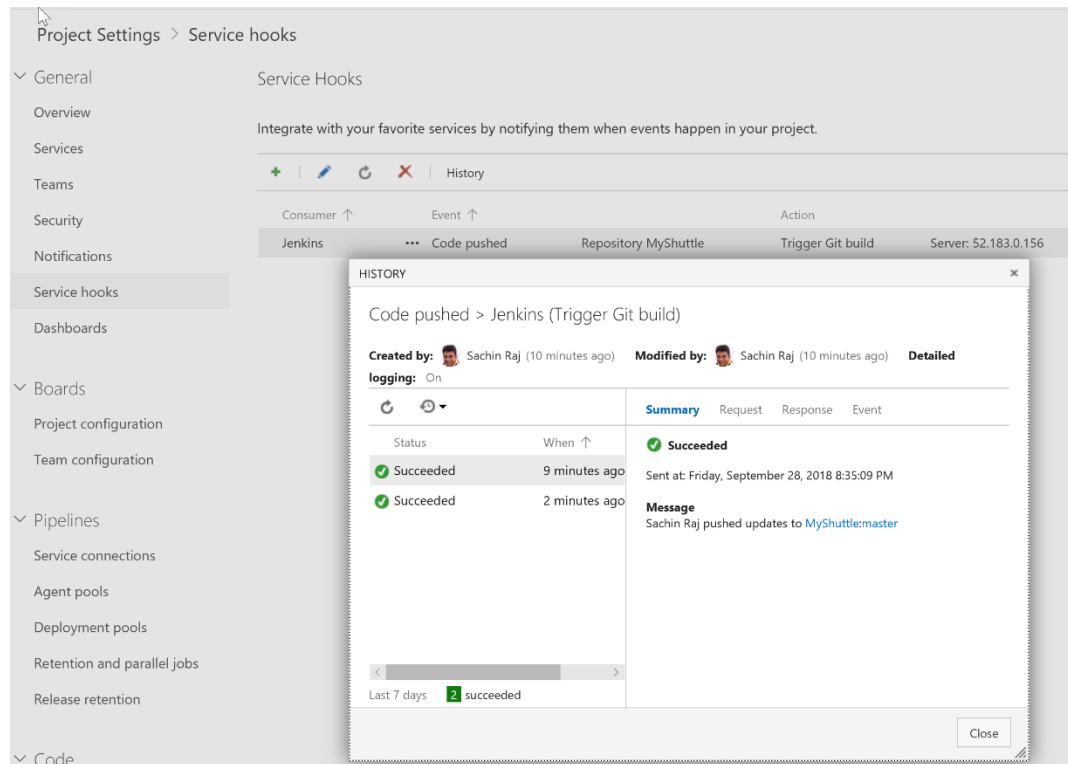 Project Settings > Service hooks
General
Overview
Services
Teams
Security
Notifications
Service hooks
Dashboards
Boards
Project configuration
Team configuration
Pipelines
Service connections
Agent pools
Deployment pools
Retention and parallel jobs
Release retention
Code
Service Hooks
Integrate with your favorite services by notifying them when events happen in your project.
History
Consumer ↑ Event ↑ Action
Jenkins ... Code pushed Repository MyShuttle Trigger Git build Server: 52.183.0.156
HISTORY
Code pushed > Jenkins (Trigger Git build)
Created by: Sachin Raj (10 minutes ago) Modified by: Sachin Raj (10 minutes ago) Detailed
logging: On
Status When ↑
Succeeded 9 minutes ago
Succeeded 2 minutes ago
Last 7 days 2 succeeded
Summary Request Response Event
Succeeded
Sent at: Friday, September 28, 2018 8:35:09 PM
Message
Sachin Raj pushed updates to MyShuttle:master
Close